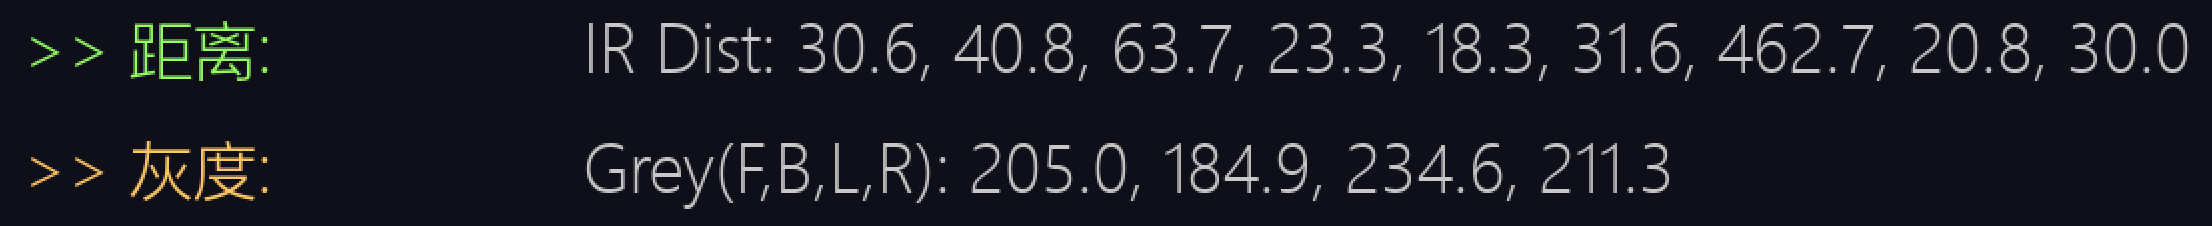 >> 距离: IR Dist: 30.6, 40.8, 63.7, 23.3, 18.3, 31.6, 462.7, 20.8, 30.0
>> 灰度: Grey(F,B,L,R): 205.0, 184.9, 234.6, 211.3